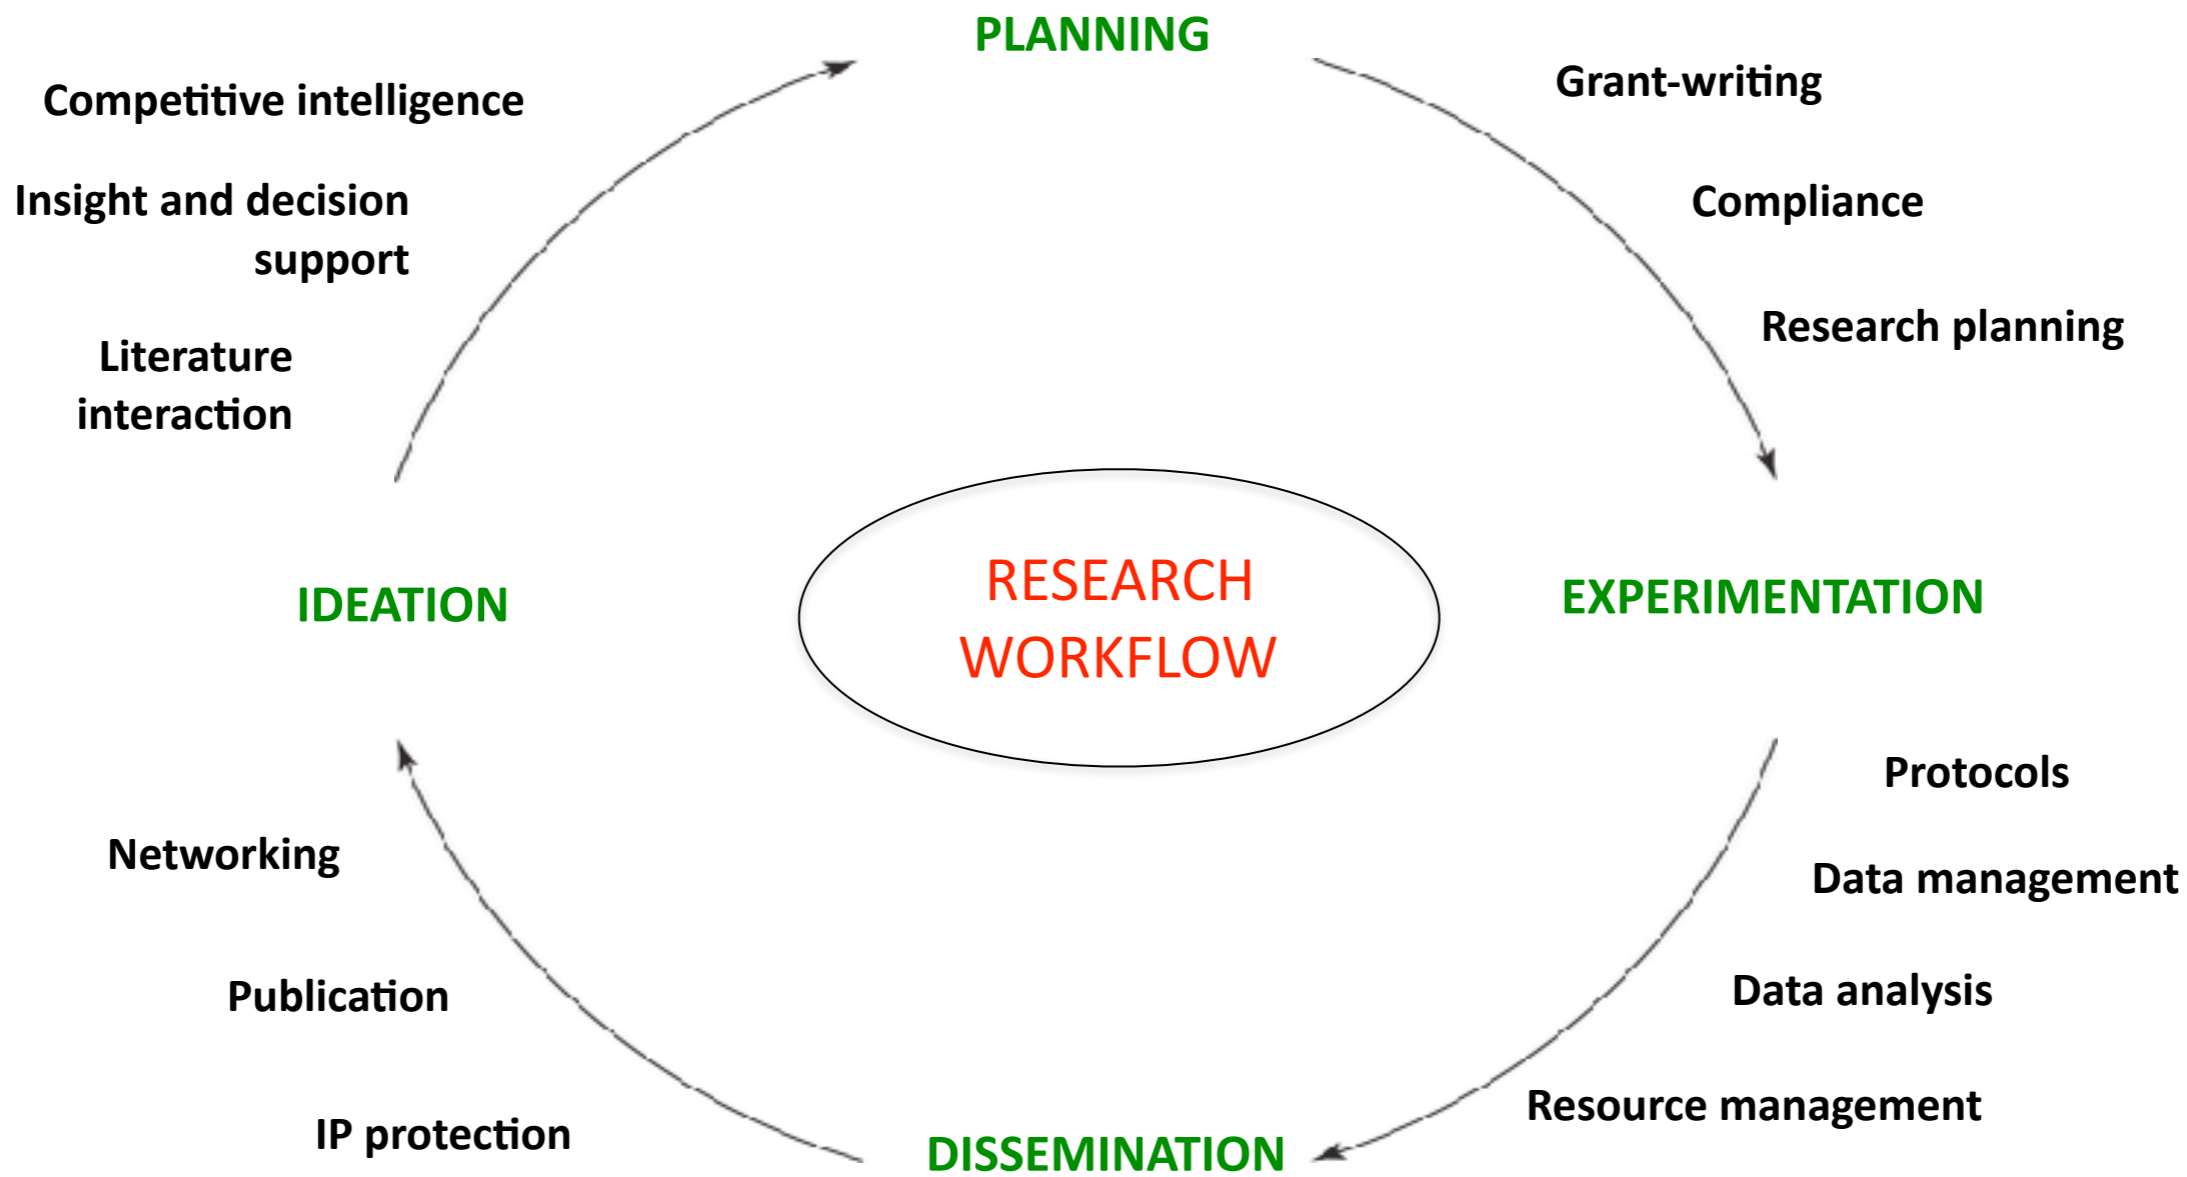 PLANNING
Competitive intelligence
Insight and decision
support
Literature
interaction
Grant-writing
Compliance
Research planning
IDEATION
RESEARCH
WORKFLOW
EXPERIMENTATION
Networking
Publication
IP protection
Protocols
Data management
Data analysis
Resource management
DISSEMINATION